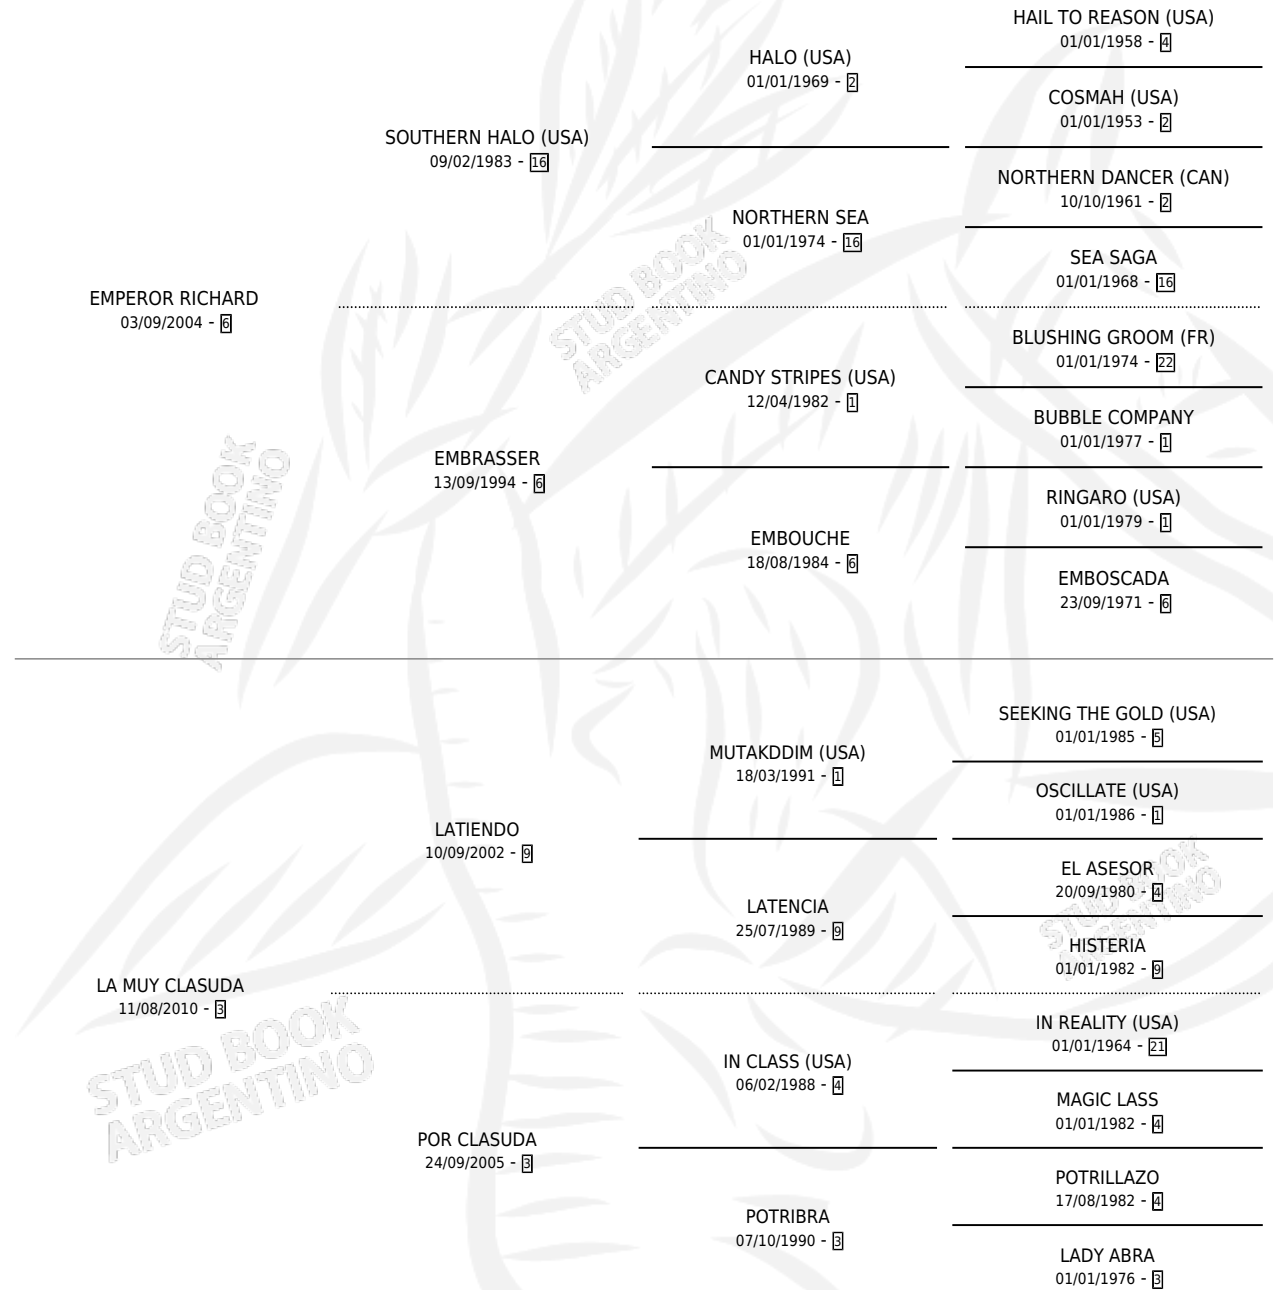 HAIL TO REASON (USA)
01/01/1958 - 4
HALO (USA)
01/01/1969 - 2
COSMAH (USA)
01/01/1953 - 2
SOUTHERN HALO (USA)
09/02/1983 - 16
NORTHERN DANCER (CAN)
10/10/1961 - 2
NORTHERN SEA
01/01/1974 - 16
SEA SAGA
01/01/1968 - 16
EMPEROR RICHARD
03/09/2004 - 6
STUD BOOK
ARGENTINO
BLUSHING GROOM (FR)
01/01/1974 - 22
CANDY STRIPES (USA)
12/04/1982 - 1
BUBBLE COMPANY
01/01/1977 - 1
EMBRASSER
13/09/1994 - 6
RINGARO (USA)
01/01/1979 - 1
EMBOUCHE
18/08/1984 - 6
EMBOSCADA
23/09/1971 - 6
STUD BOOK
ARGENTINO
SEEKING THE GOLD (USA)
01/01/1985 - 5
MUTAKDDIM (USA)
18/03/1991 - 1
OSCILLATE (USA)
01/01/1986 - 1
LATIENDO
10/09/2002 - 9
EL ASESOR
20/09/1980 - 4
LATENCIA
25/07/1989 - 9
HISTERIA
01/01/1982 - 9
STUD BOOK
ARGENTINO
LA MUY CLASUDA
11/08/2010 - 3
IN REALITY (USA)
01/01/1964 - 21
IN CLASS (USA)
06/02/1988 - 4
MAGIC LASS
01/01/1982 - 4
STUD BOOK
ARGENTINO
POR CLASUDA
24/09/2005 - 3
POTRILLAZO
17/08/1982 - 4
POTRIBRA
07/10/1990 - 3
LADY ABRA
01/01/1976 - 3